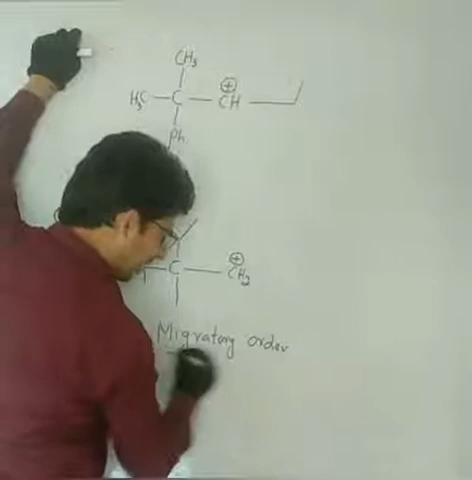 CH₃
H₃C — C — CH
⊕
Ph
C — CH₂
⊕
Migratory order